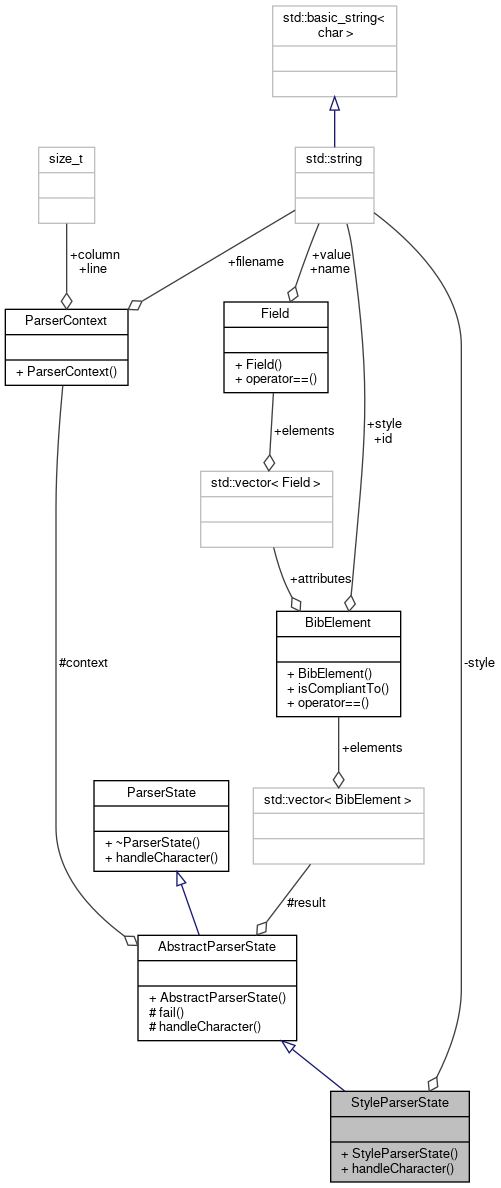 std::basic_string<
char >
size_t
std::string
+column
+line
+filename
+value
+name
ParserContext
+ ParserContext()
Field
+ Field()
+ operator==()
+style
+id
+elements
std::vector< Field >
+attributes
BibElement
+ BibElement()
+ isCompliantTo()
+ operator==()
#context
-style
+elements
ParserState
+ ~ParserState()
+ handleCharacter()
std::vector< BibElement >
#result
AbstractParserState
+ AbstractParserState()
# fail()
# handleCharacter()
StyleParserState
+ StyleParserState()
+ handleCharacter()